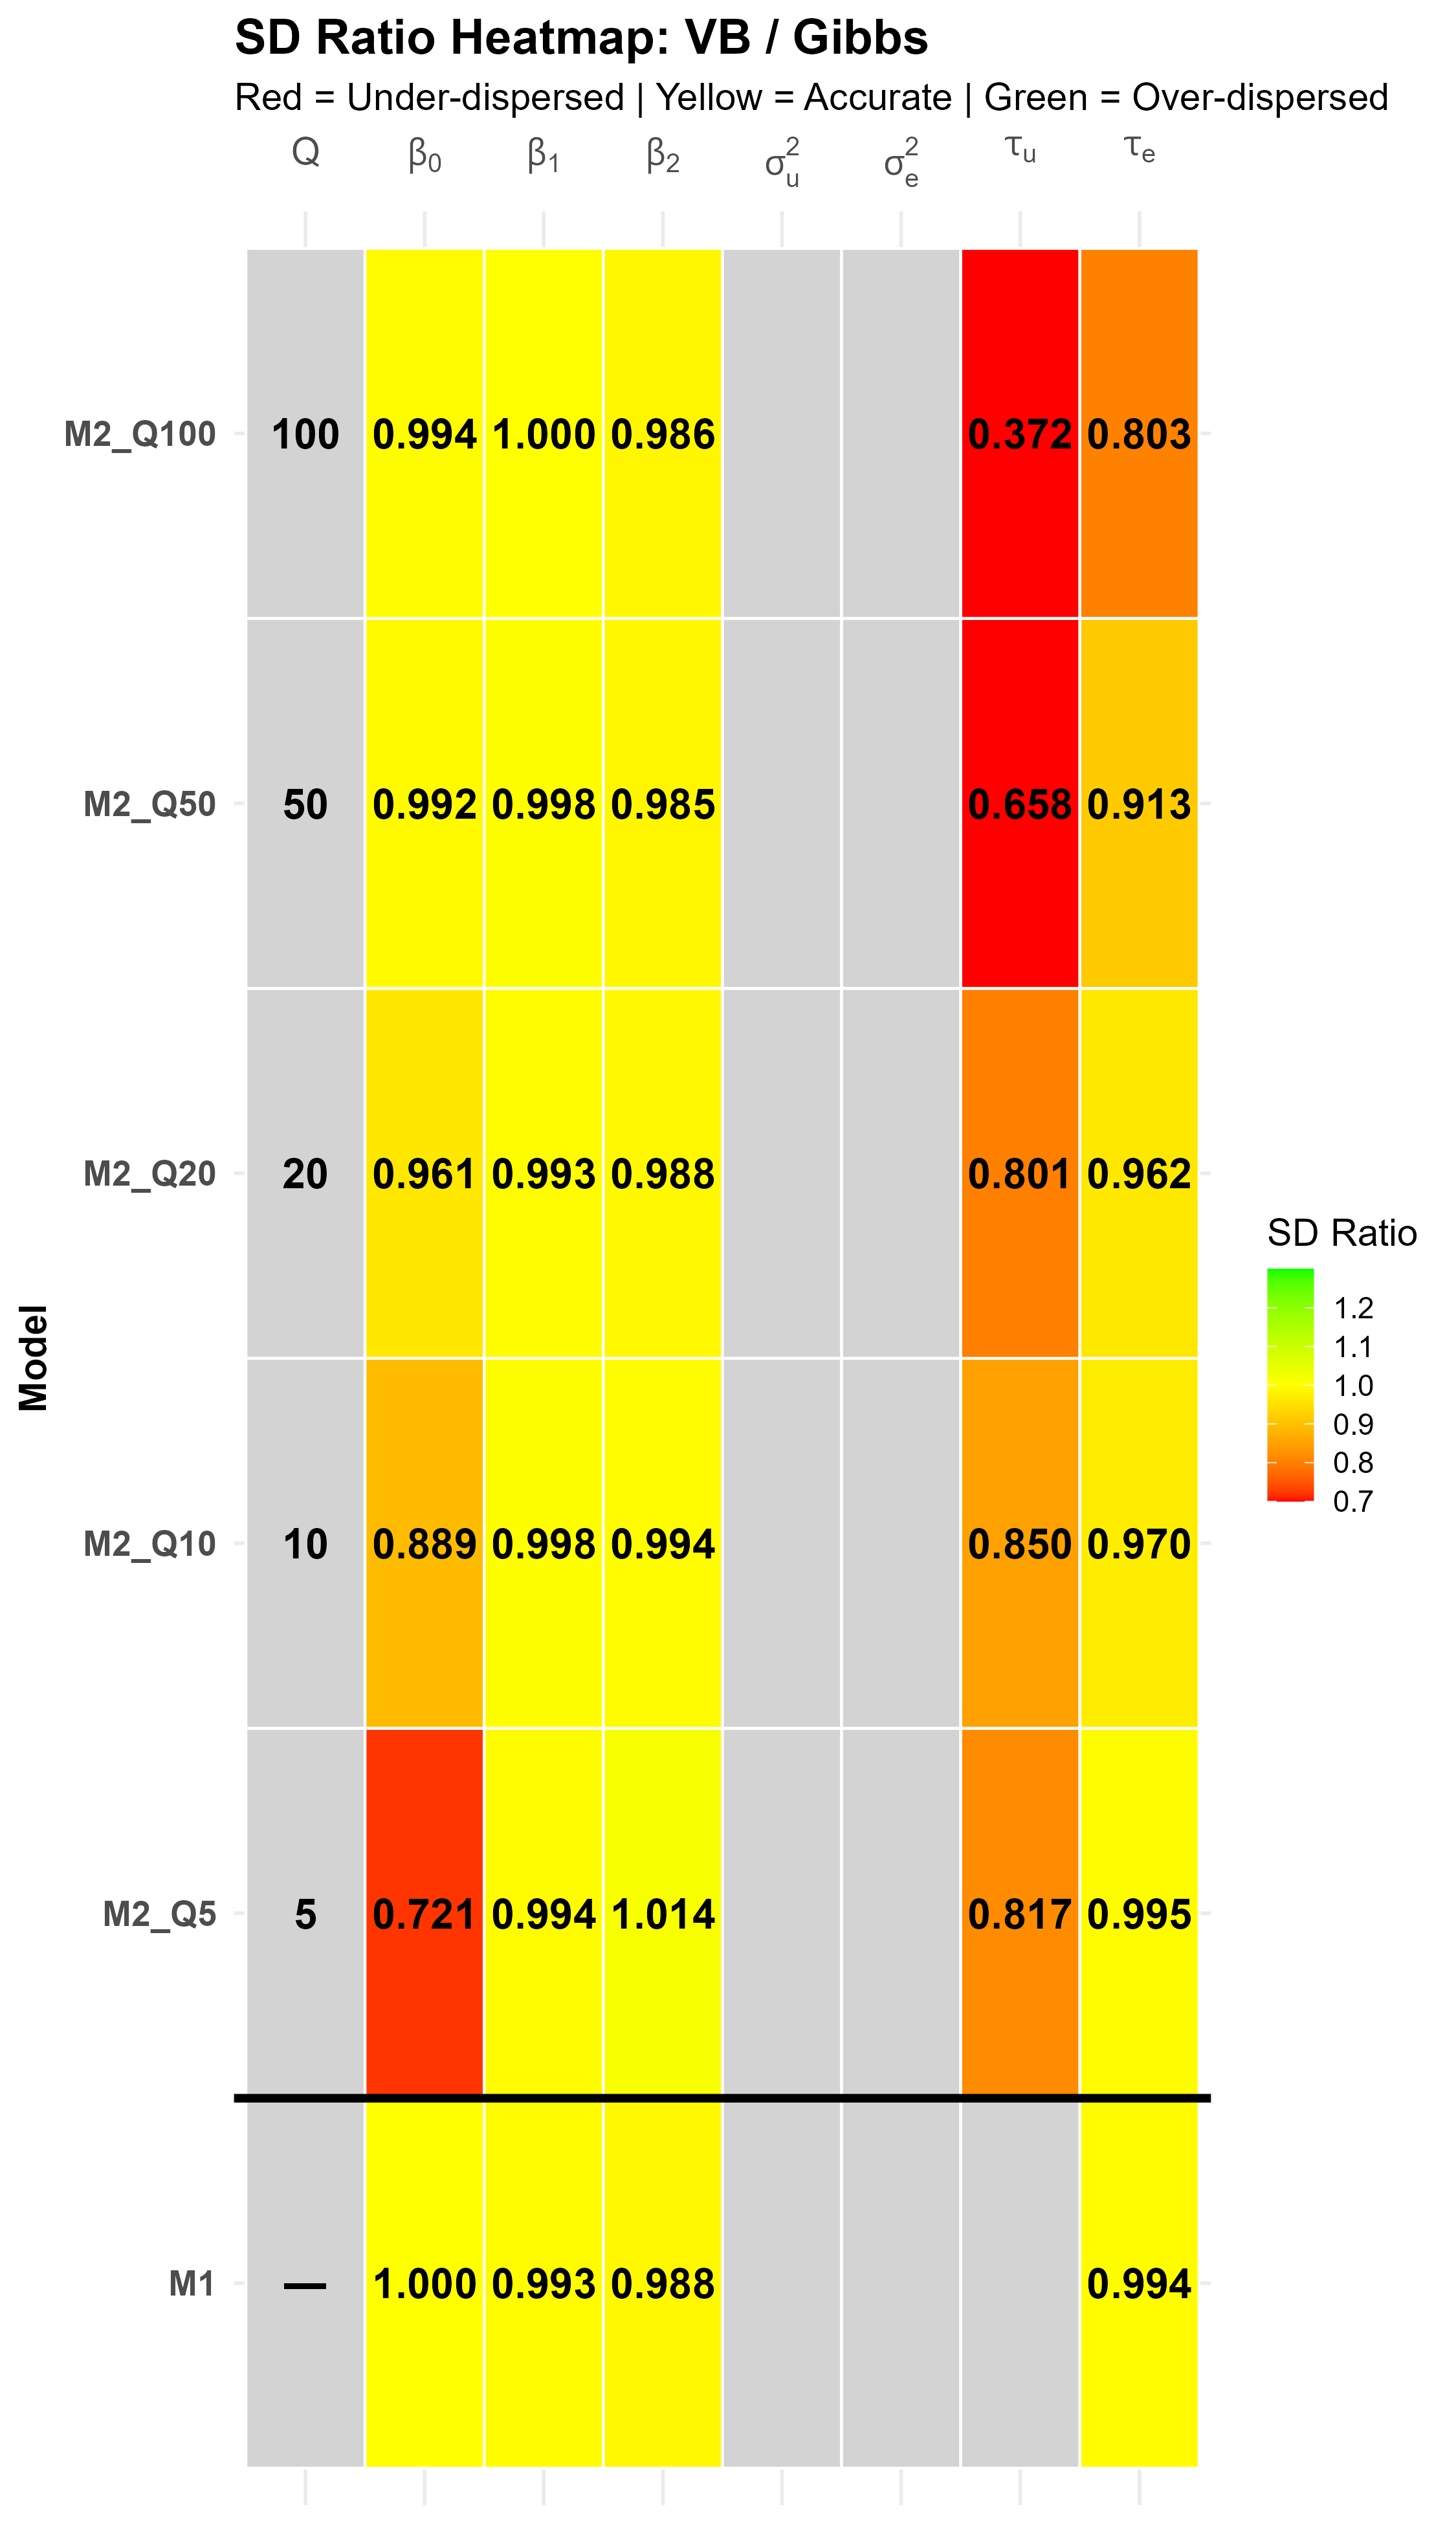 SD Ratio Heatmap: VB / Gibbs
Red = Under-dispersed | Yellow = Accurate | Green = Over-dispersed
Q β₀ β₁ β₂ σ²ᵤ σ²ₑ τᵤ τₑ
M2_Q100 100 0.994 1.000 0.986 0.372 0.803
M2_Q50 50 0.992 0.998 0.985 0.658 0.913
M2_Q20 20 0.961 0.993 0.988 0.801 0.962
M2_Q10 10 0.889 0.998 0.994 0.850 0.970
M2_Q5 5 0.721 0.994 1.014 0.817 0.995
M1 — 1.000 0.993 0.988 0.994
Model
SD Ratio
1.2
1.1
1.0
0.9
0.8
0.7